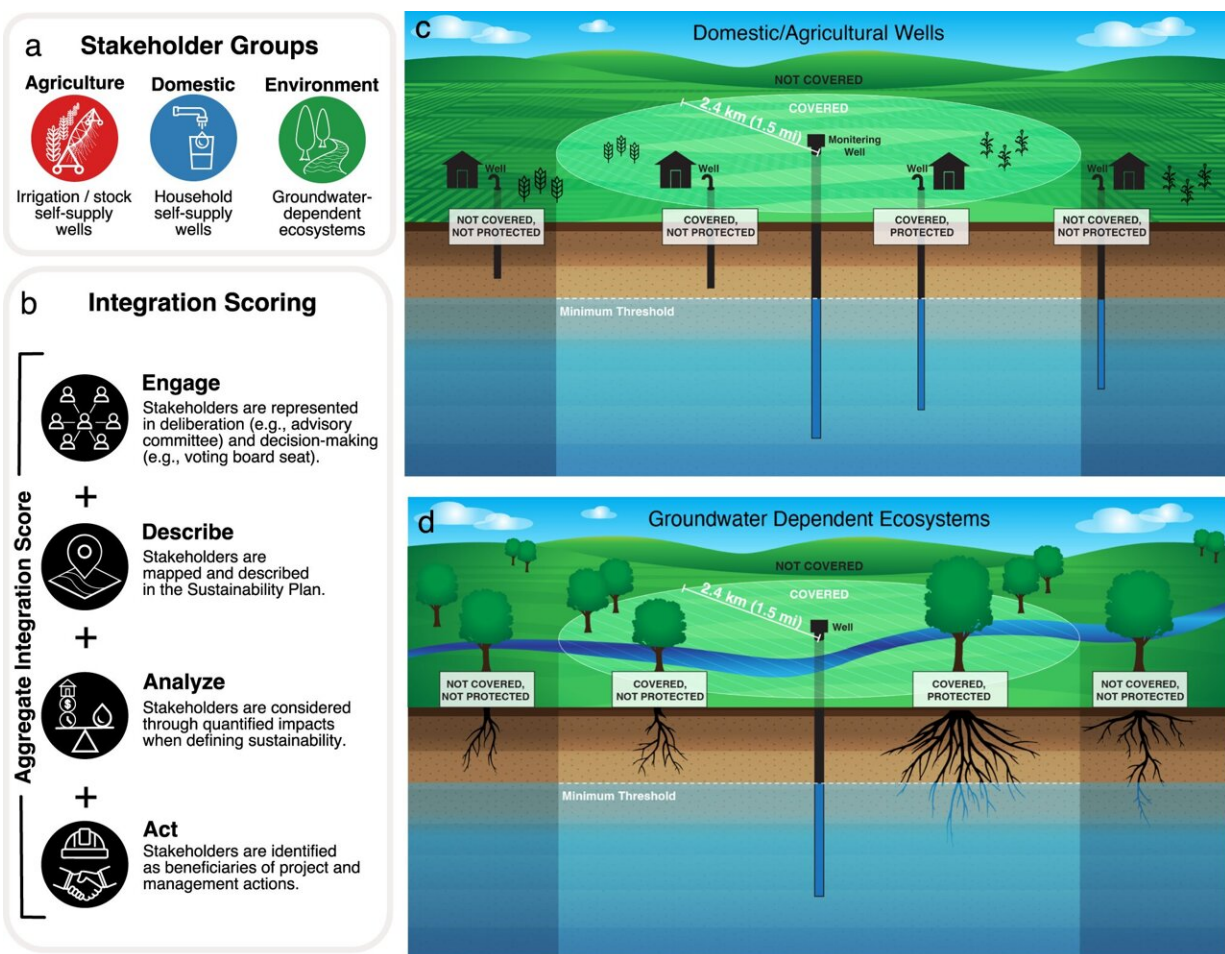 a
Stakeholder Groups
Agriculture
Irrigation / stock
self-supply
wells
Domestic
Household
self-supply
wells
Environment
Groundwater-
dependent
ecosystems
b
Integration Scoring
Aggregate Integration Score
Engage
Stakeholders are represented
in deliberation (e.g., advisory
committee) and decision-making
(e.g., voting board seat).
+
Describe
Stakeholders are
mapped and described
in the Sustainability Plan.
+
Analyze
Stakeholders are considered
through quantified impacts
when defining sustainability.
+
Act
Stakeholders are identified
as beneficiaries of project and
management actions.
c
Domestic/Agricultural Wells
NOT COVERED
COVERED
2.4 km (1.5 mi)
Monitering
Well
Well
Well
Well
Well
NOT COVERED,
NOT PROTECTED
COVERED,
NOT PROTECTED
COVERED,
PROTECTED
NOT COVERED,
NOT PROTECTED
Minimum Threshold
d
Groundwater Dependent Ecosystems
NOT COVERED
COVERED
2.4 km (1.5 mi)
Well
NOT COVERED,
NOT PROTECTED
COVERED,
NOT PROTECTED
COVERED,
PROTECTED
NOT COVERED,
NOT PROTECTED
Minimum Threshold